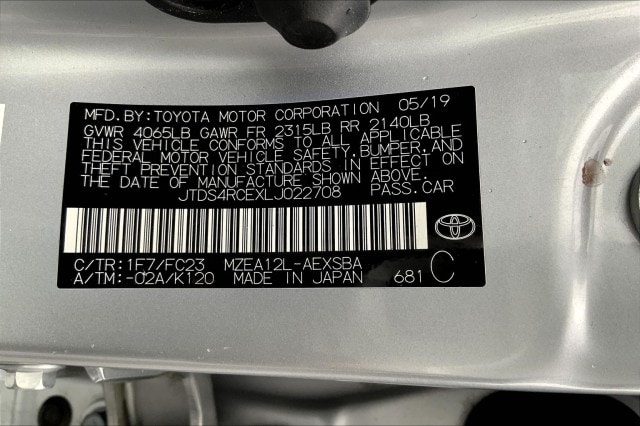 MFD.BY:TOYOTA MOTOR CORPORATION 05/19
GVWR 4065LB GAWR FR 2315LB RR 2140LB
THIS VEHICLE CONFORMS TO ALL APPLICABLE
FEDERAL MOTOR VEHICLE SAFETY,BUMPER,AND
THEFT PREVENTION STANDARDS IN EFFECT ON
THE DATE OF MANUFACTURE SHOWN ABOVE.
JTDS4RCEXLJ022708 PASS.CAR
C/TR:1F7/FC23 MZEA12L-AEXSBA
A/TM:-02A/K120 MADE IN JAPAN 681 C